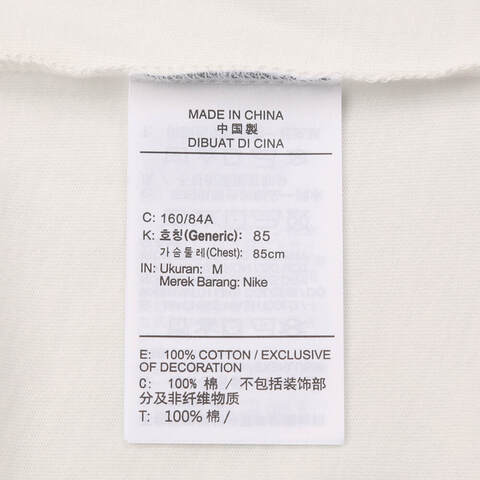 MADE IN CHINA
中国製
DIBUAT DI CINA
C: 160/84A
K: 호칭(Generic): 85
가슴둘레(Chest): 85cm
IN: Ukuran: M
Merek Barang: Nike
E: 100% COTTON / EXCLUSIVE
OF DECORATION
C: 100% 棉 / 不包括装饰部
分及非纤维物质
T: 100% 棉 /